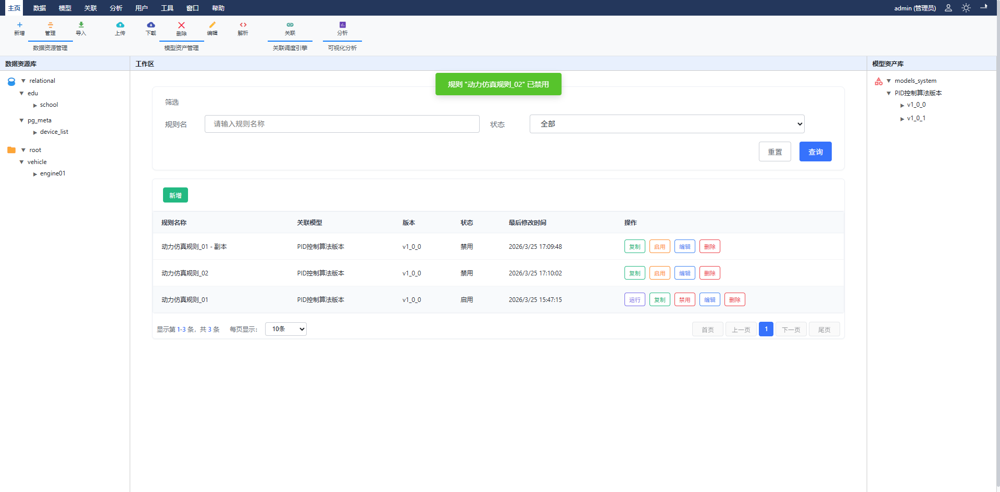 主页 数据 模型 关联 分析 用户 工具 窗口 帮助 admin (管理员)
新增 管理 导入 上传 下载 删除 编辑 解析 关联 分析
数据资源管理 模型资产管理 关联调度引擎 可视化分析
数据资源库
relational
edu
school
pg_meta
device_list
root
vehicle
engine01
工作区
规则 "动力仿真规则_02" 已禁用
筛选
规则名 请输入规则名称 状态 全部
重置 查询
新增
规则名称 关联模型 版本 状态 最后修改时间 操作
动力仿真规则_01 - 副本 PID控制算法版本 v1_0_0 禁用 2026/3/25 17:09:48 复制 启用 编辑 删除
动力仿真规则_02 PID控制算法版本 v1_0_0 禁用 2026/3/25 17:10:02 复制 启用 编辑 删除
动力仿真规则_01 PID控制算法版本 v1_0_0 启用 2026/3/25 15:47:15 运行 复制 禁用 编辑 删除
显示第 1-3 条，共 3 条 每页显示： 10条 首页 上一页 1 下一页 尾页
模型资产库
models_system
PID控制算法版本
v1_0_0
v1_0_1